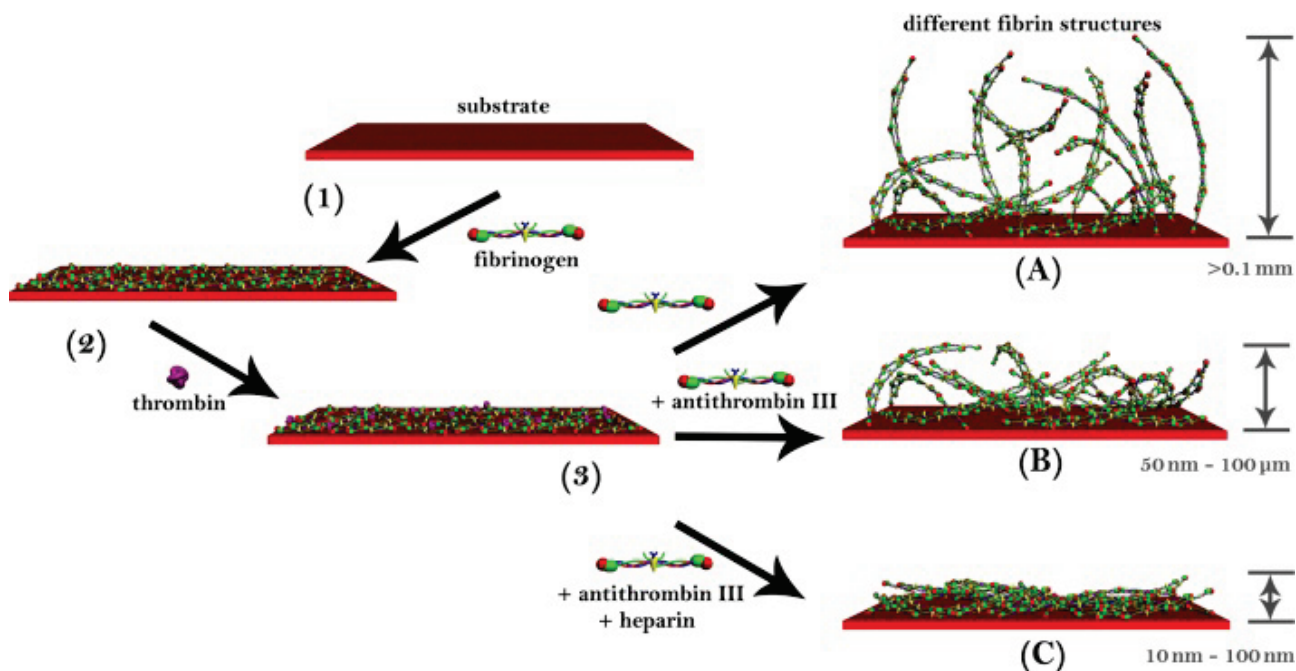 different fibrin structures
substrate
(1)
fibrinogen
(A)
>0.1 mm
(2)
thrombin
+ antithrombin III
(3)
(B)
50 nm - 100 µm
+ antithrombin III
+ heparin
(C)
10 nm - 100 nm